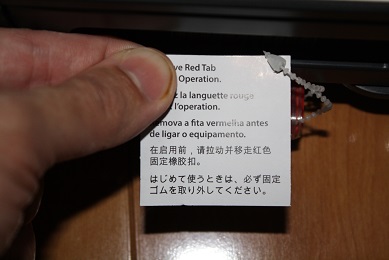 ve Red Tab
Operation.
z la languette rouge
l'operation.
mova a fita vermelha antes
de ligar o equipamento.
在启用前，请拉动并移走红色
固定橡胶扣。
はじめて使うときは、必ず固定
ゴムを取り外してください。